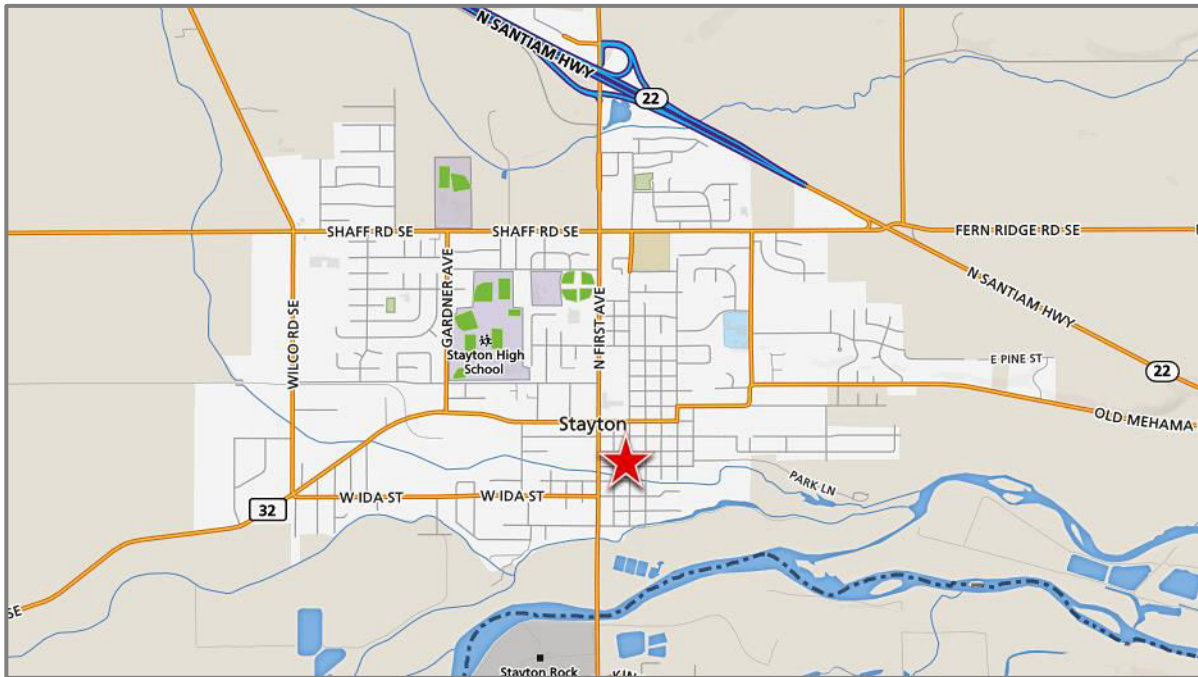 N SANTIAM HWY
22
SHAFF RD SE
SHAFF RD SE
FERN RIDGE RD SE
GARDNER AVE
N SANTIAM HWY
WILCO RD SE
N FIRST AVE
Stayton High
School
E PINE ST
22
OLD MEHAMA
Stayton
PARK LN
W IDA ST
W IDA ST
32
SE
Stayton Rock